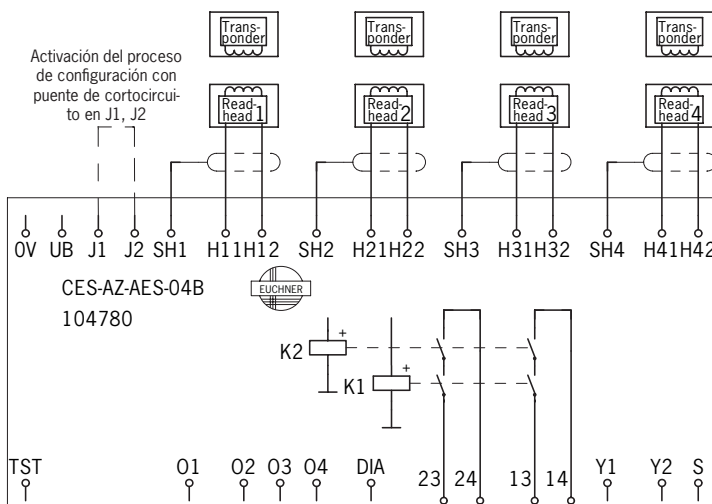 Trans-
ponder
Trans-
ponder
Trans-
ponder
Trans-
ponder
Activación del proceso
de configuración con
puente de cortocircui-
to en J1, J2
Read-
head 1
Read-
head 2
Read-
head 3
Read-
head 4
0V UB J1 J2 SH1 H11 H12 SH2 H21 H22 SH3 H31 H32 SH4 H41 H42
CES-AZ-AES-04B
EUCHNER
104780
K2 +
K1 +
TST O1 O2 O3 O4 DIA 23 24 13 14 Y1 Y2 S